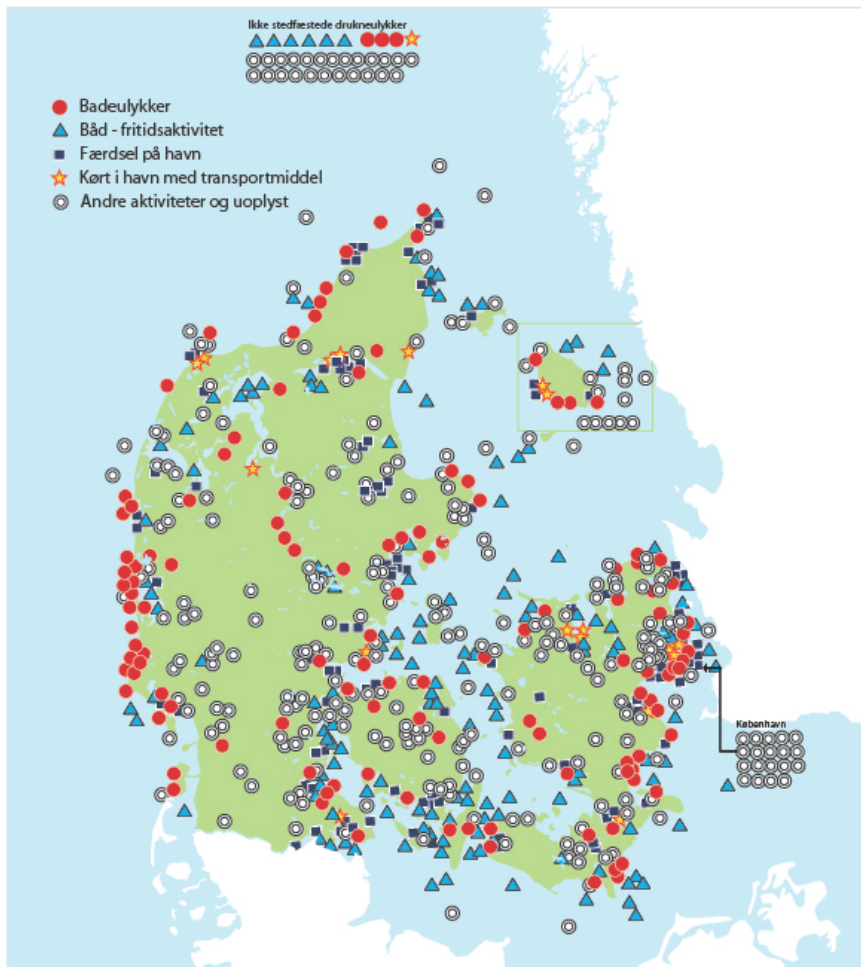 Ikke stedfæstede drukneulykker
Badeulykker
Båd - fritidsaktivitet
Færdsel på havn
Kørt i havn med transportmiddel
Andre aktiviteter og uoplyst
København